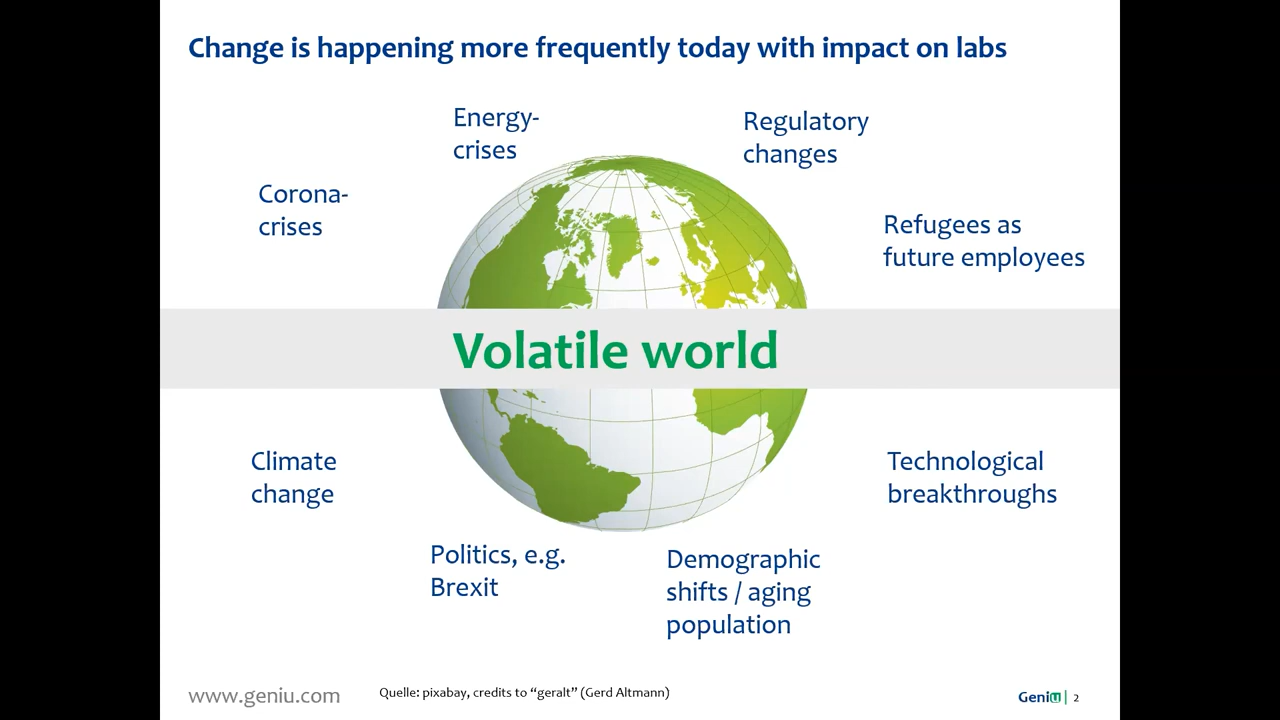 Change is happening more frequently today with impact on labs
Energy-
crises
Regulatory
changes
Corona-
crises
Refugees as
future employees
Volatile world
Climate
change
Technological
breakthroughs
Politics, e.g.
Brexit
Demographic
shifts / aging
population
www.geniu.com
Quelle: pixabay, credits to “geralt” (Gerd Altmann)
Geniu | 2